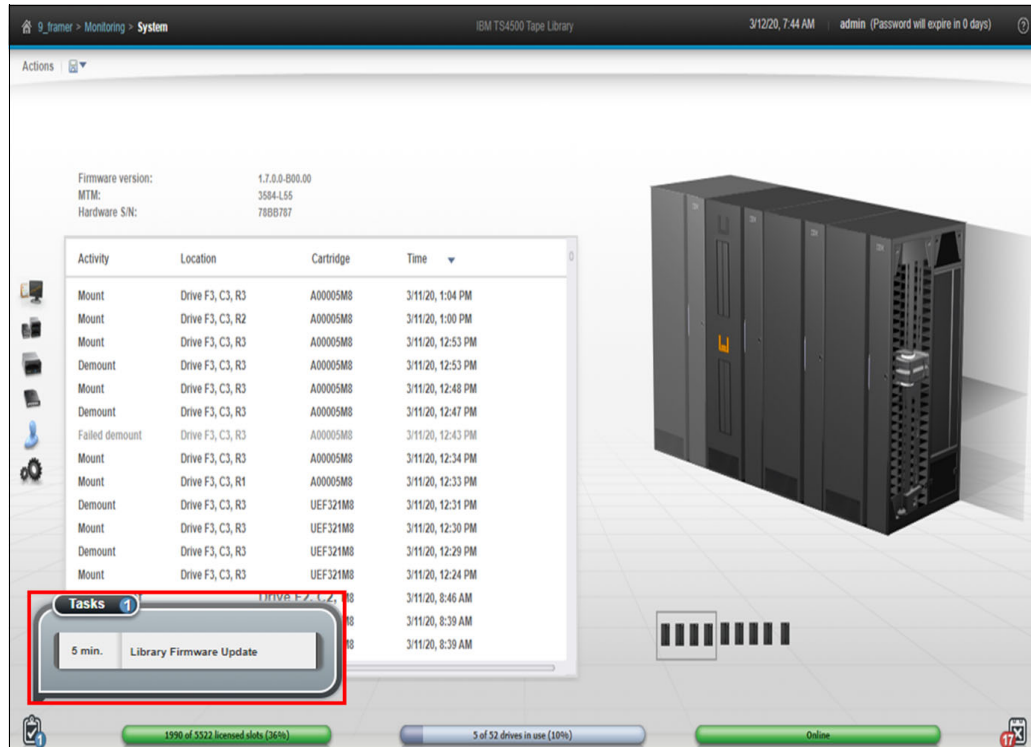 9_framer > Monitoring > System
IBM TS4500 Tape Library
3/12/20, 7:44 AM
admin (Password will expire in 0 days)
?
Actions
Firmware version: 1.7.0.0-B00.00
MTM: 3584-L55
Hardware S/N: 78BB787
Activity Location Cartridge Time 0
Mount Drive F3, C3, R3 A00005M8 3/11/20, 1:04 PM
Mount Drive F3, C3, R2 A00005M8 3/11/20, 1:00 PM
Mount Drive F3, C3, R3 A00005M8 3/11/20, 12:53 PM
Demount Drive F3, C3, R3 A00005M8 3/11/20, 12:53 PM
Mount Drive F3, C3, R3 A00005M8 3/11/20, 12:48 PM
Demount Drive F3, C3, R3 A00005M8 3/11/20, 12:47 PM
Failed demount Drive F3, C3, R3 A00005M8 3/11/20, 12:43 PM
Mount Drive F3, C3, R3 A00005M8 3/11/20, 12:34 PM
Mount Drive F3, C3, R1 A00005M8 3/11/20, 12:33 PM
Demount Drive F3, C3, R3 UEF321M8 3/11/20, 12:31 PM
Mount Drive F3, C3, R3 UEF321M8 3/11/20, 12:30 PM
Demount Drive F3, C3, R3 UEF321M8 3/11/20, 12:29 PM
Mount Drive F3, C3, R3 UEF321M8 3/11/20, 12:24 PM
Drive F2, C2, 3/11/20, 8:46 AM
3/11/20, 8:39 AM
3/11/20, 8:39 AM
Tasks 1
5 min. Library Firmware Update
1
1990 of 5522 licensed slots (36%)
5 of 52 drives in use (10%)
Online
17